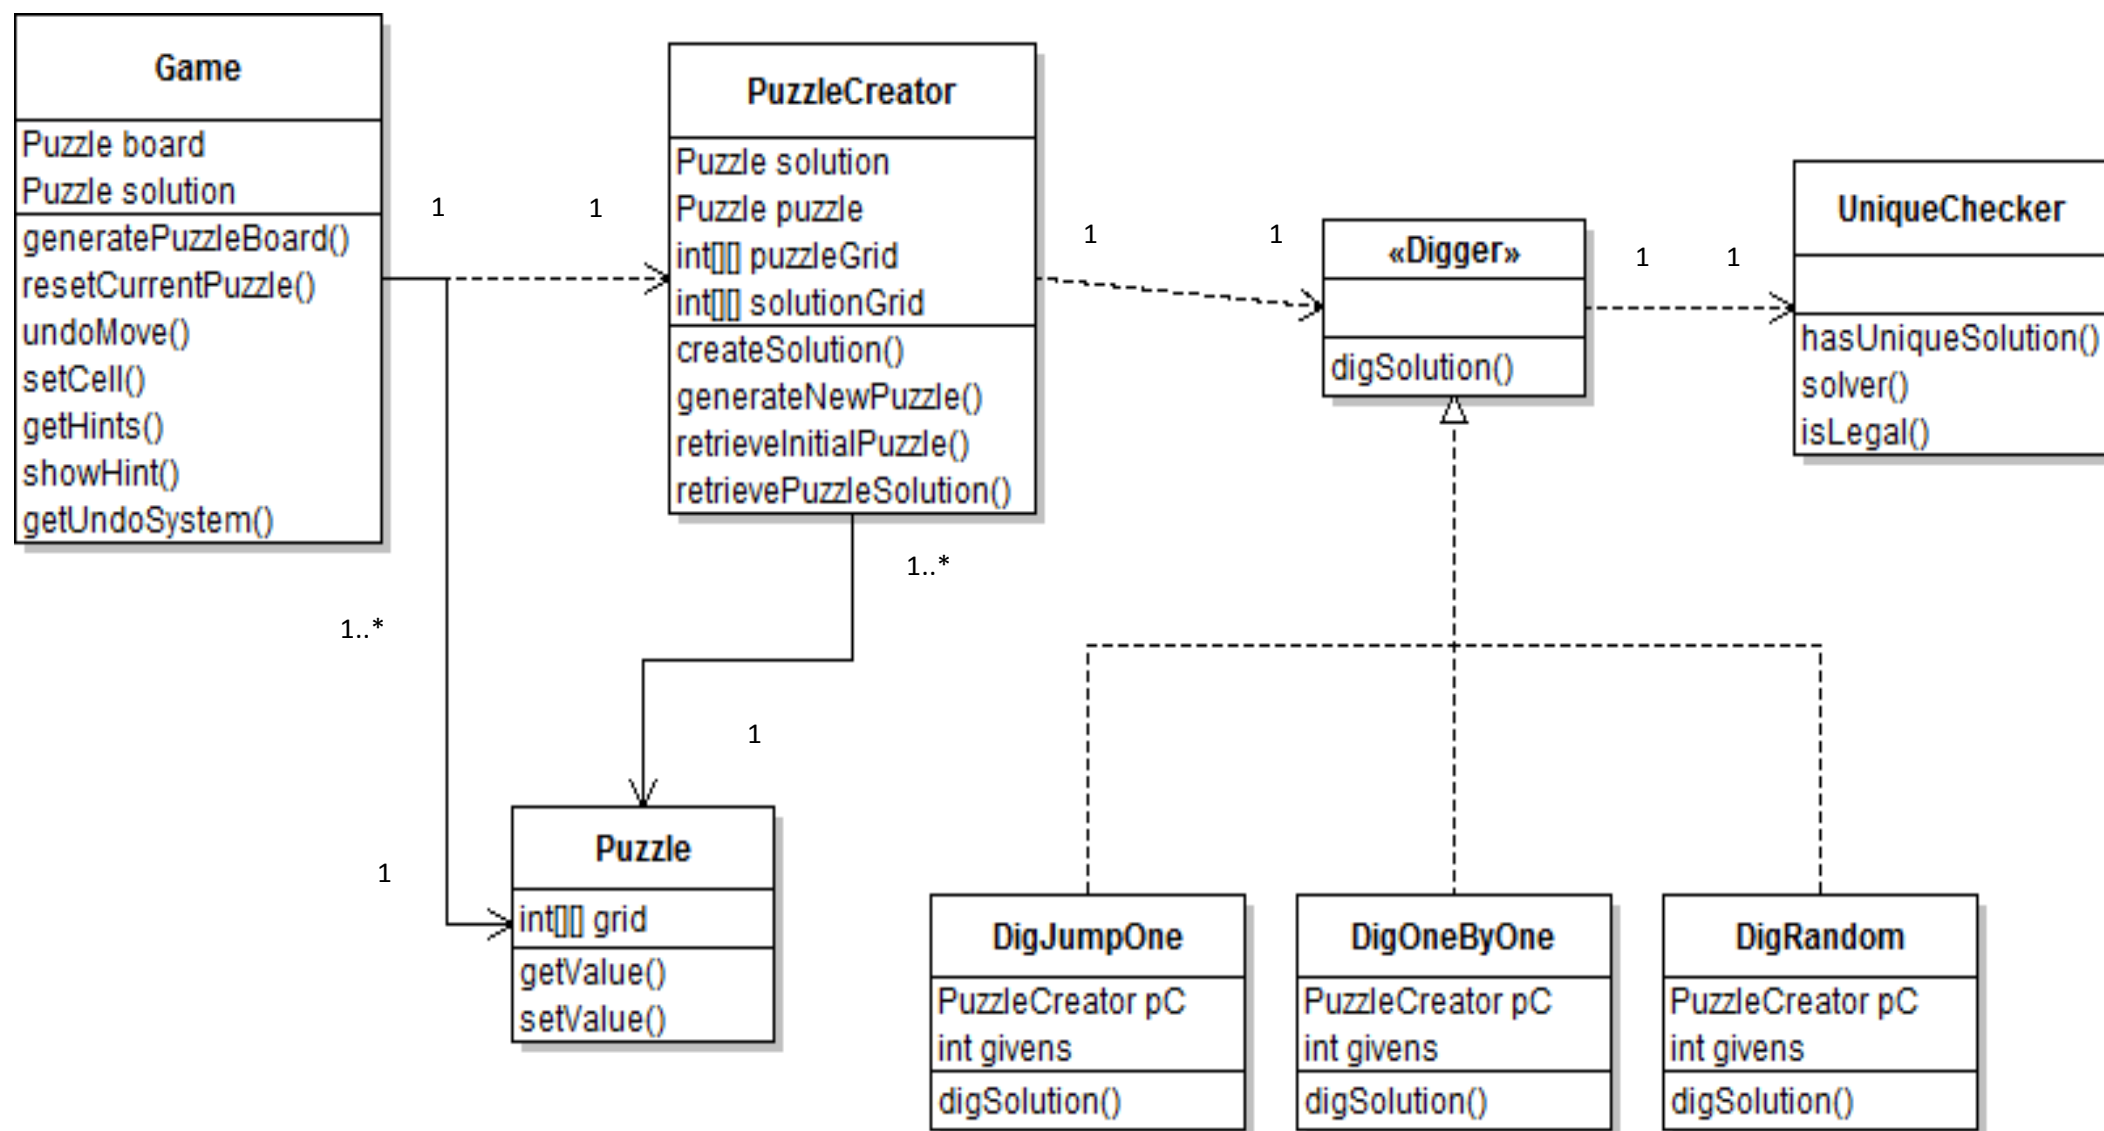 Game
Puzzle board
Puzzle solution
generatePuzzleBoard()
resetCurrentPuzzle()
undoMove()
setCell()
getHints()
showHint()
getUndoSystem()
1
1
PuzzleCreator
Puzzle solution
Puzzle puzzle
int[][] puzzleGrid
int[][] solutionGrid
createSolution()
generateNewPuzzle()
retrieveInitialPuzzle()
retrievePuzzleSolution()
1
1
«Digger»
digSolution()
1
1
UniqueChecker
hasUniqueSolution()
solver()
isLegal()
1..*
1..*
1
1
Puzzle
int[][] grid
getValue()
setValue()
DigJumpOne
PuzzleCreator pC
int givens
digSolution()
DigOneByOne
PuzzleCreator pC
int givens
digSolution()
DigRandom
PuzzleCreator pC
int givens
digSolution()